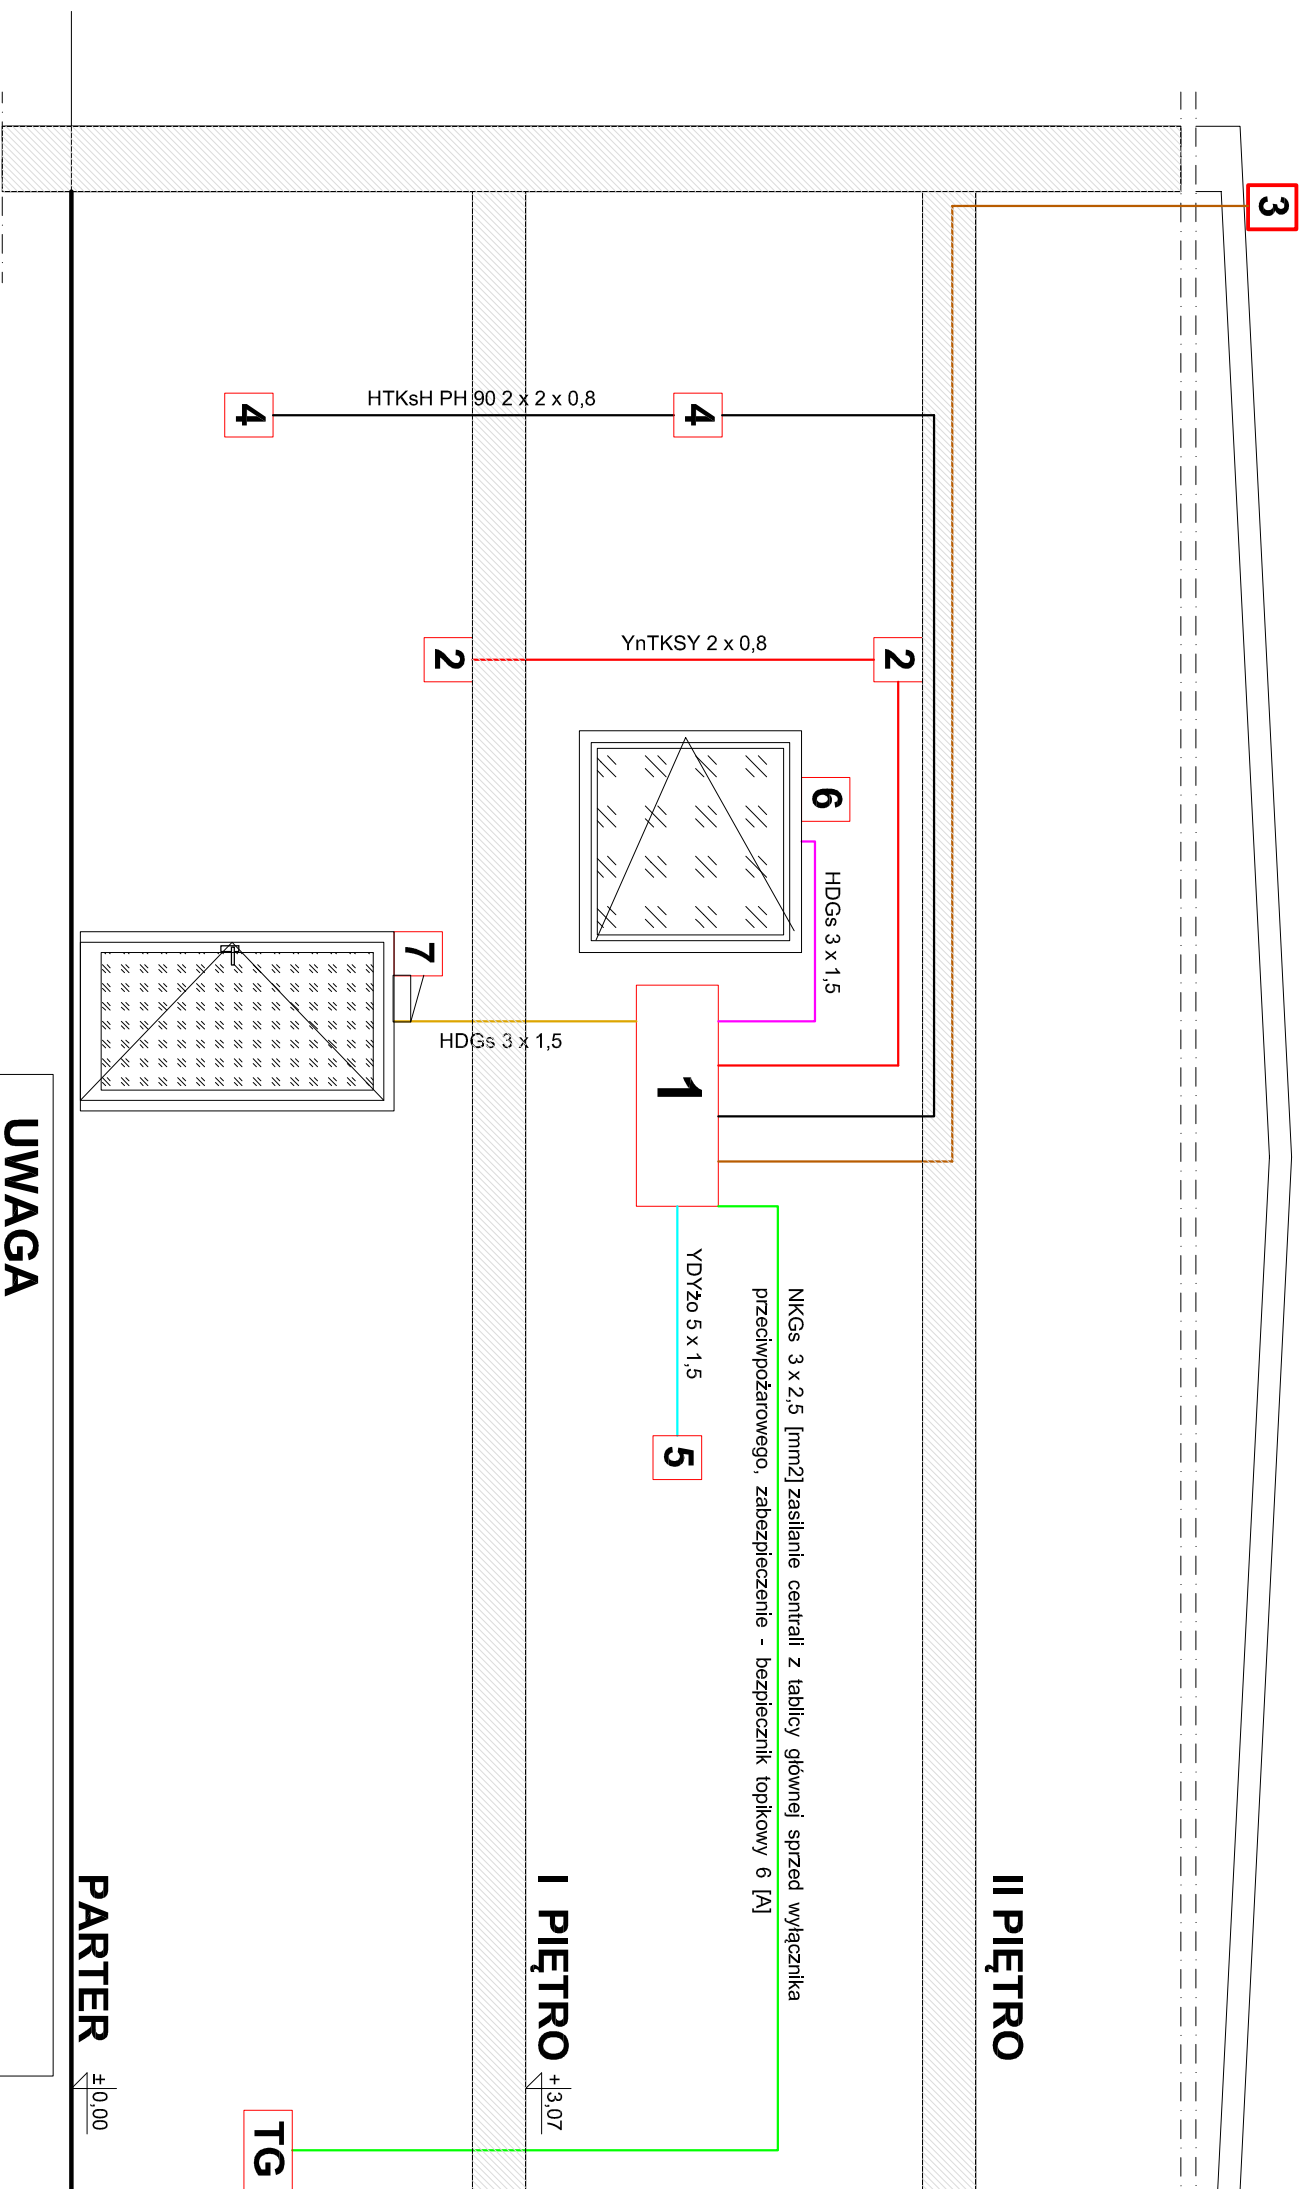 3
II PIĘTRO
4
HTKsH PH 90 2 x 2 x 0,8
4
2
YnTKSY 2 x 0,8
2
6
HDGs 3 x 1,5
7
HDGs 3 x 1,5
1
YDYżo 5 x 1,5
5
NKGs 3 x 2,5 [mm2] zasilanie centrali z tablicy głównej sprzed wyłącznika
przeciwpożarowego, zabezpieczenie - bezpiecznik topikowy 6 [A]
I PIĘTRO
+3,07
PARTER
±0,00
TG
UWAGA